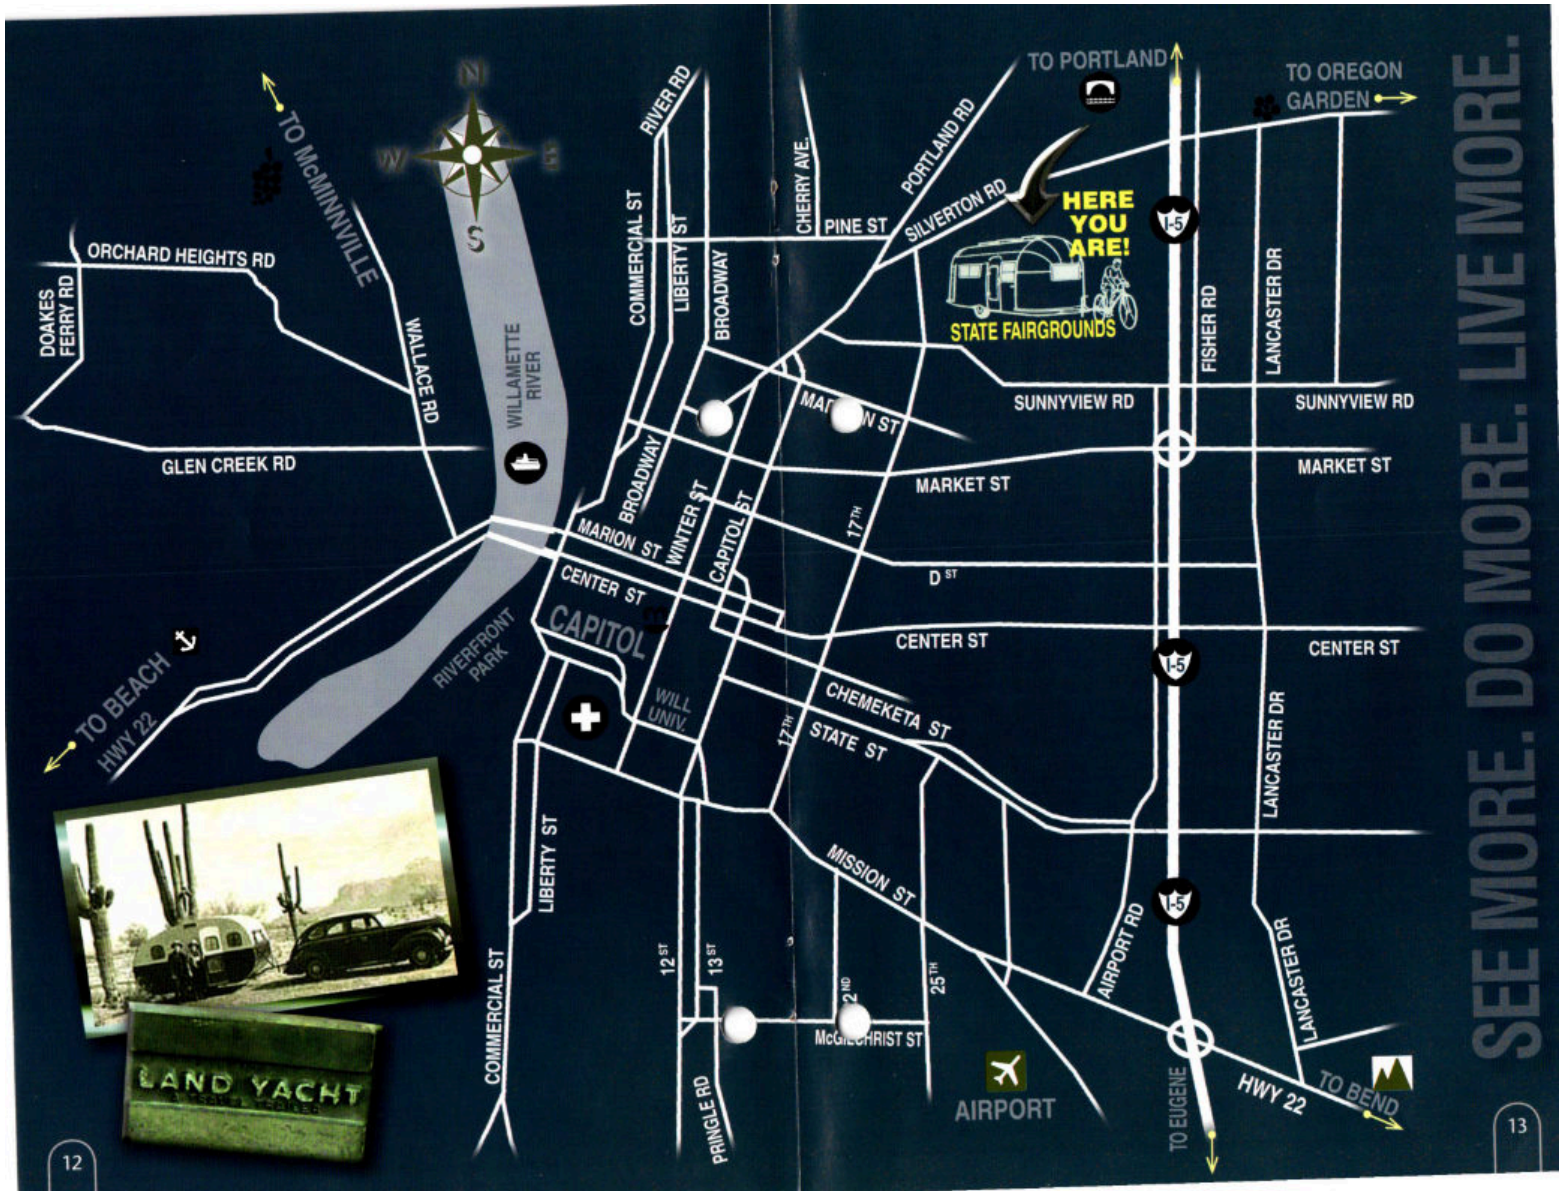 N
W
E
S
TO McMINNVILLE
ORCHARD HEIGHTS RD
DOAKES
FERRY RD
WALLACE RD
GLEN CREEK RD
WILLAMETTE
RIVER
RIVER RD
COMMERCIAL ST
LIBERTY ST
BROADWAY
CHERRY AVE.
PINE ST
PORTLAND RD
SILVERTON RD
TO PORTLAND
TO OREGON
GARDEN
HERE
YOU
ARE!
STATE FAIRGROUNDS
I-5
FISHER RD
LANCASTER DR
SUNNYVIEW RD
SUNNYVIEW RD
MARKET ST
MARKET ST
BROADWAY
WINTER ST
CAPITOL ST
17TH
D ST
MARION ST
CENTER ST
CENTER ST
CENTER ST
CAPITOL
RIVERFRONT
PARK
TO BEACH
HWY 22
WILL
UNIV.
CHEMEKETA ST
STATE ST
17TH
I-5
LANCASTER DR
LIBERTY ST
COMMERCIAL ST
12ST
13ST
MISSION ST
25TH
McGILCHRIST ST
PRINGLE RD
AIRPORT RD
I-5
LANCASTER DR
AIRPORT
TO EUGENE
HWY 22
TO BEND
LAND YACHT
12
13
SEE MORE. DO MORE. LIVE MORE.